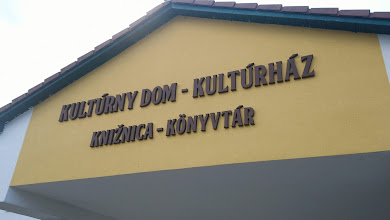 KULTÚRNY DOM - KULTÚRHÁZ
KNIŽNICA - KÖNYVTÁR